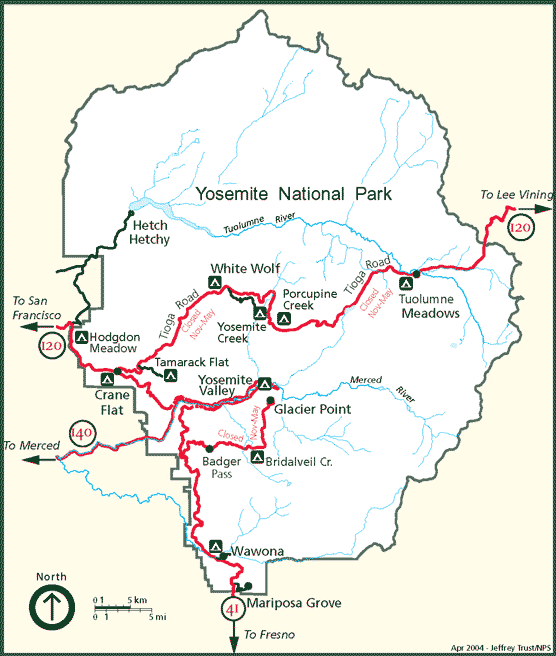 Yosemite National Park
To Lee Vining
120
Hetch
Hetchy
Tuolumne River
White Wolf
Tioga Road
Closed
Nov-May
Tioga Road
Closed
Nov-May
Porcupine
Creek
Tuolumne
Meadows
To San
Francisco
120
Hodgdon
Meadow
Yosemite
Creek
Tamarack Flat
Crane
Flat
Yosemite
Valley
Merced River
Glacier Point
Closed
Nov-May
To Merced
140
Badger
Pass
Bridalveil Cr.
Wawona
North
0 1 5 km
0 1 5 mi
41
Mariposa Grove
To Fresno
Apr 2004 - Jeffrey Trust/NPS